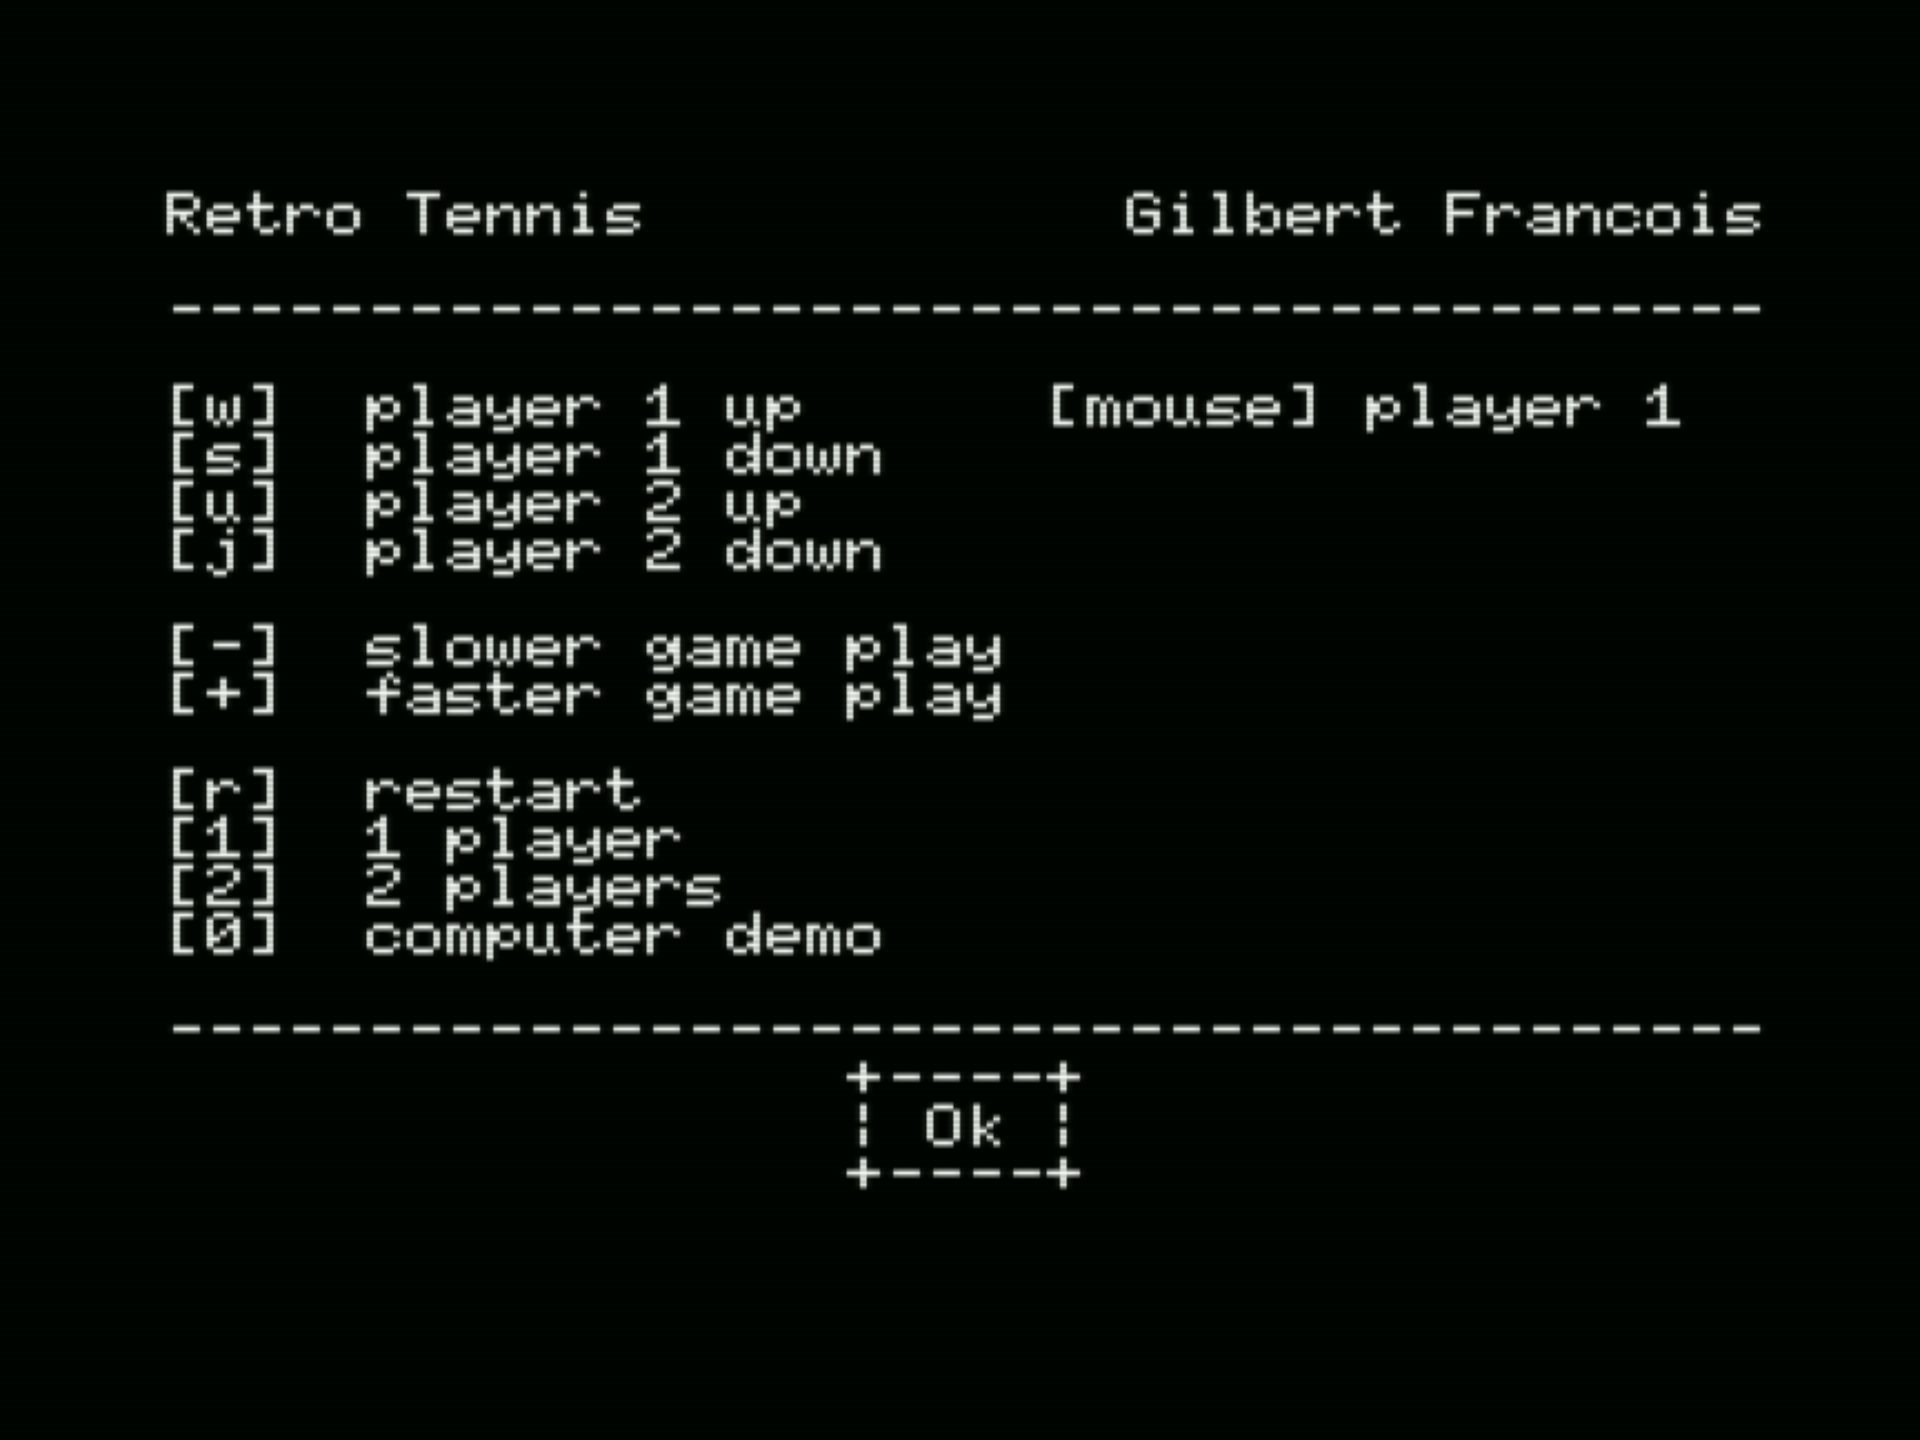 Retro Tennis Gilbert Francois
----------------------------------------
[w] player 1 up [mouse] player 1
[s] player 1 down
[u] player 2 up
[j] player 2 down
[-] slower game play
[+] faster game play
[r] restart
[1] 1 player
[2] 2 players
[0] computer demo
----------------------------------------
+----+
¦ Ok ¦
+----+